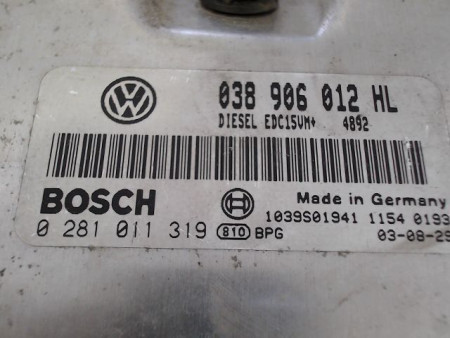 038 906 012 HL
DIESEL EDC15VM+ 4892
BOSCH
Made in Germany
1039S01941 1154 0193
0 281 011 319 810 BPG
03-08-29